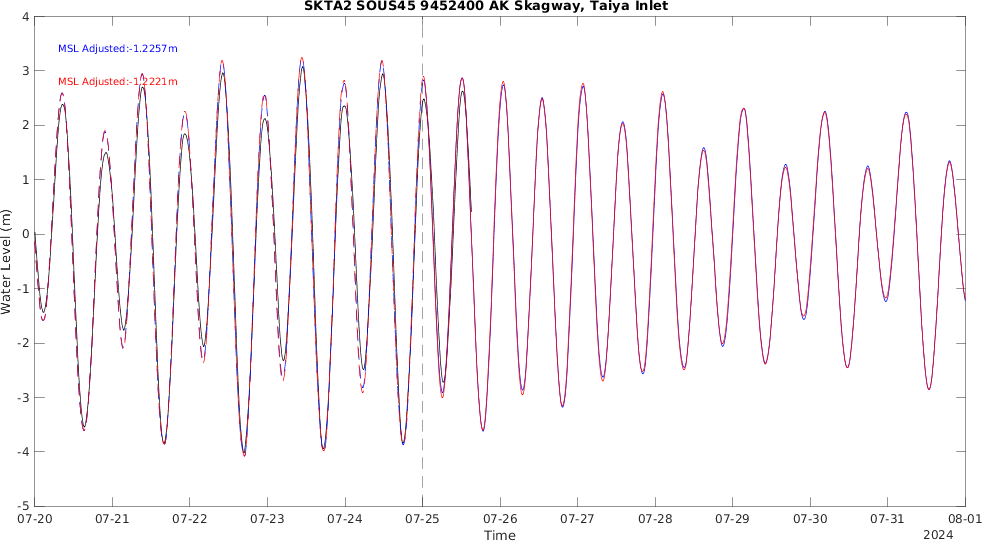 SKTA2 SOUS45 9452400 AK Skagway, Taiya Inlet
MSL Adjusted:-1.2257m
MSL Adjusted:-1.2221m
Water Level (m)
4
3
2
1
0
-1
-2
-3
-4
-5
07-20 07-21 07-22 07-23 07-24 07-25 07-26 07-27 07-28 07-29 07-30 07-31 08-01
Time
2024